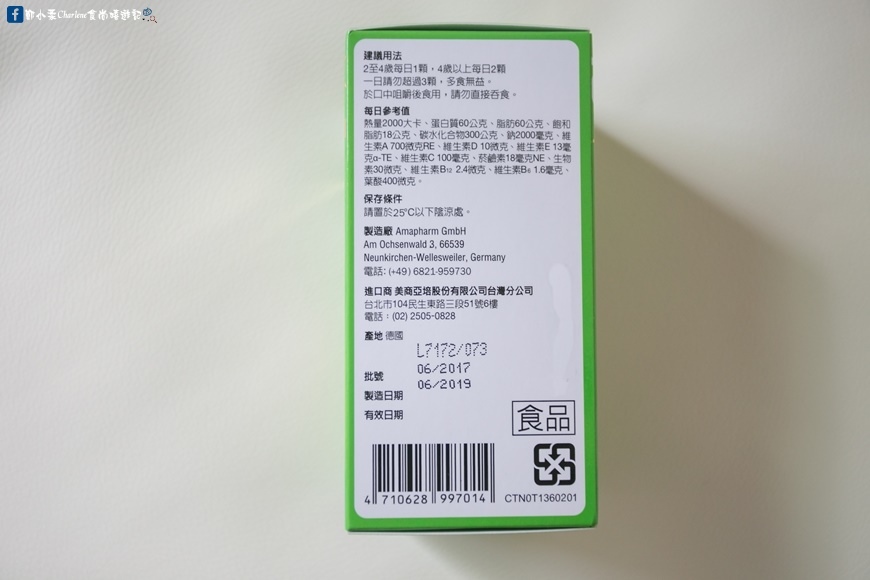 鄭小柔Charlene食尚嬉遊記
建議用法
2至4歲每日1顆,4歲以上每日2顆
一日請勿超過3顆,多食無益。
於口中咀嚼後食用,請勿直接吞食。
每日參考值
熱量2000大卡、蛋白質60公克、脂肪60公克、飽和
脂肪18公克、碳水化合物300公克、鈉2000毫克、維
生素A 700微克RE、維生素D 10微克、維生素E 13毫
克α-TE、維生素C 100毫克、菸鹼素18毫克NE、生物
素30微克、維生素B12 2.4微克、維生素B6 1.6毫克、
葉酸400微克。
保存條件
請置於25°C以下陰涼處。
製造廠 Amapharm GmbH
Am Ochsenwald 3, 66539
Neunkirchen-Wellesweiler, Germany
電話: (+49) 6821-959730
進口商 美商亞培股份有限公司台灣分公司
台北市104民生東路三段51號6樓
電話:(02) 2505-0828
產地 德國
L7172/073
06/2017
批號
06/2019
製造日期
有效日期
食品
4 710628 997014
CTN0T1360201